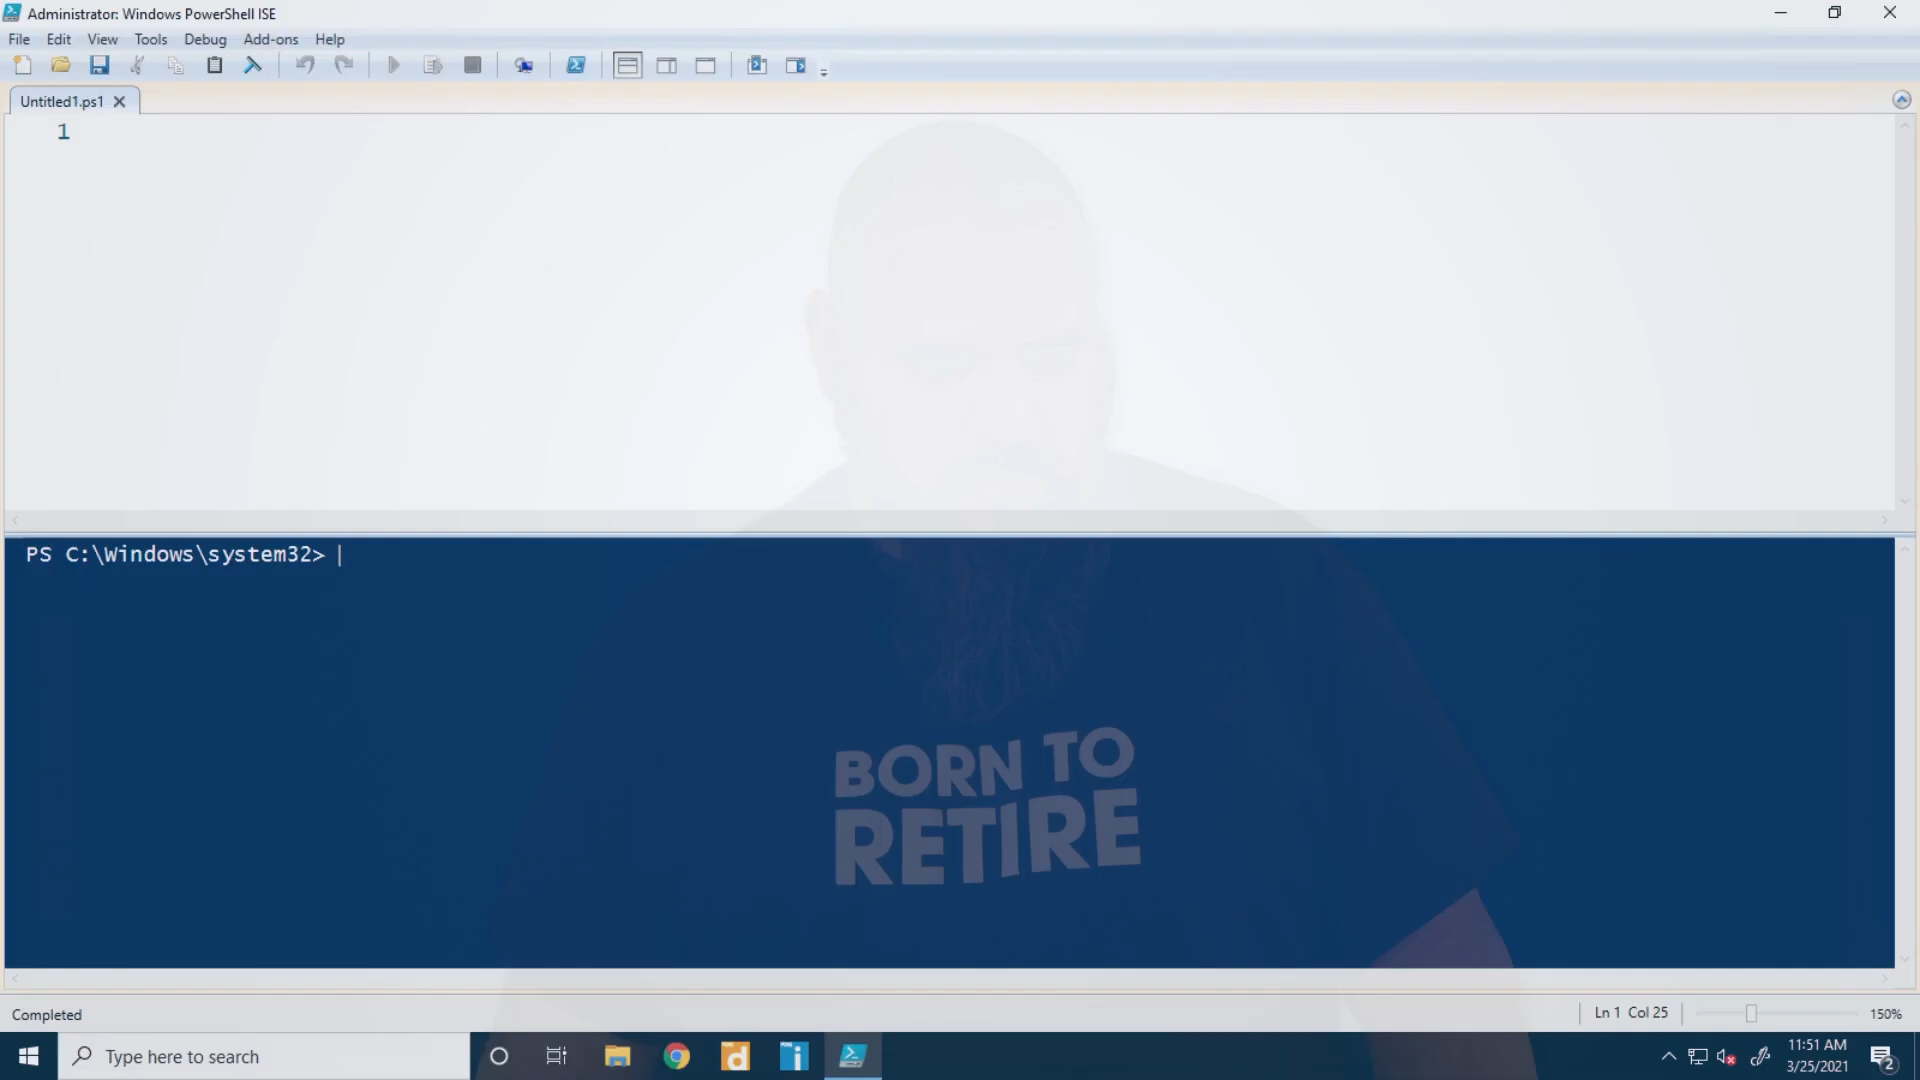 Administrator: Windows PowerShell ISE
File Edit View Tools Debug Add-ons Help
Untitled1.ps1
1
PS C:\Windows\system32>
BORN TO
RETIRE
Completed
Ln 1 Col 25
150%
Type here to search
11:51 AM
3/25/2021
2